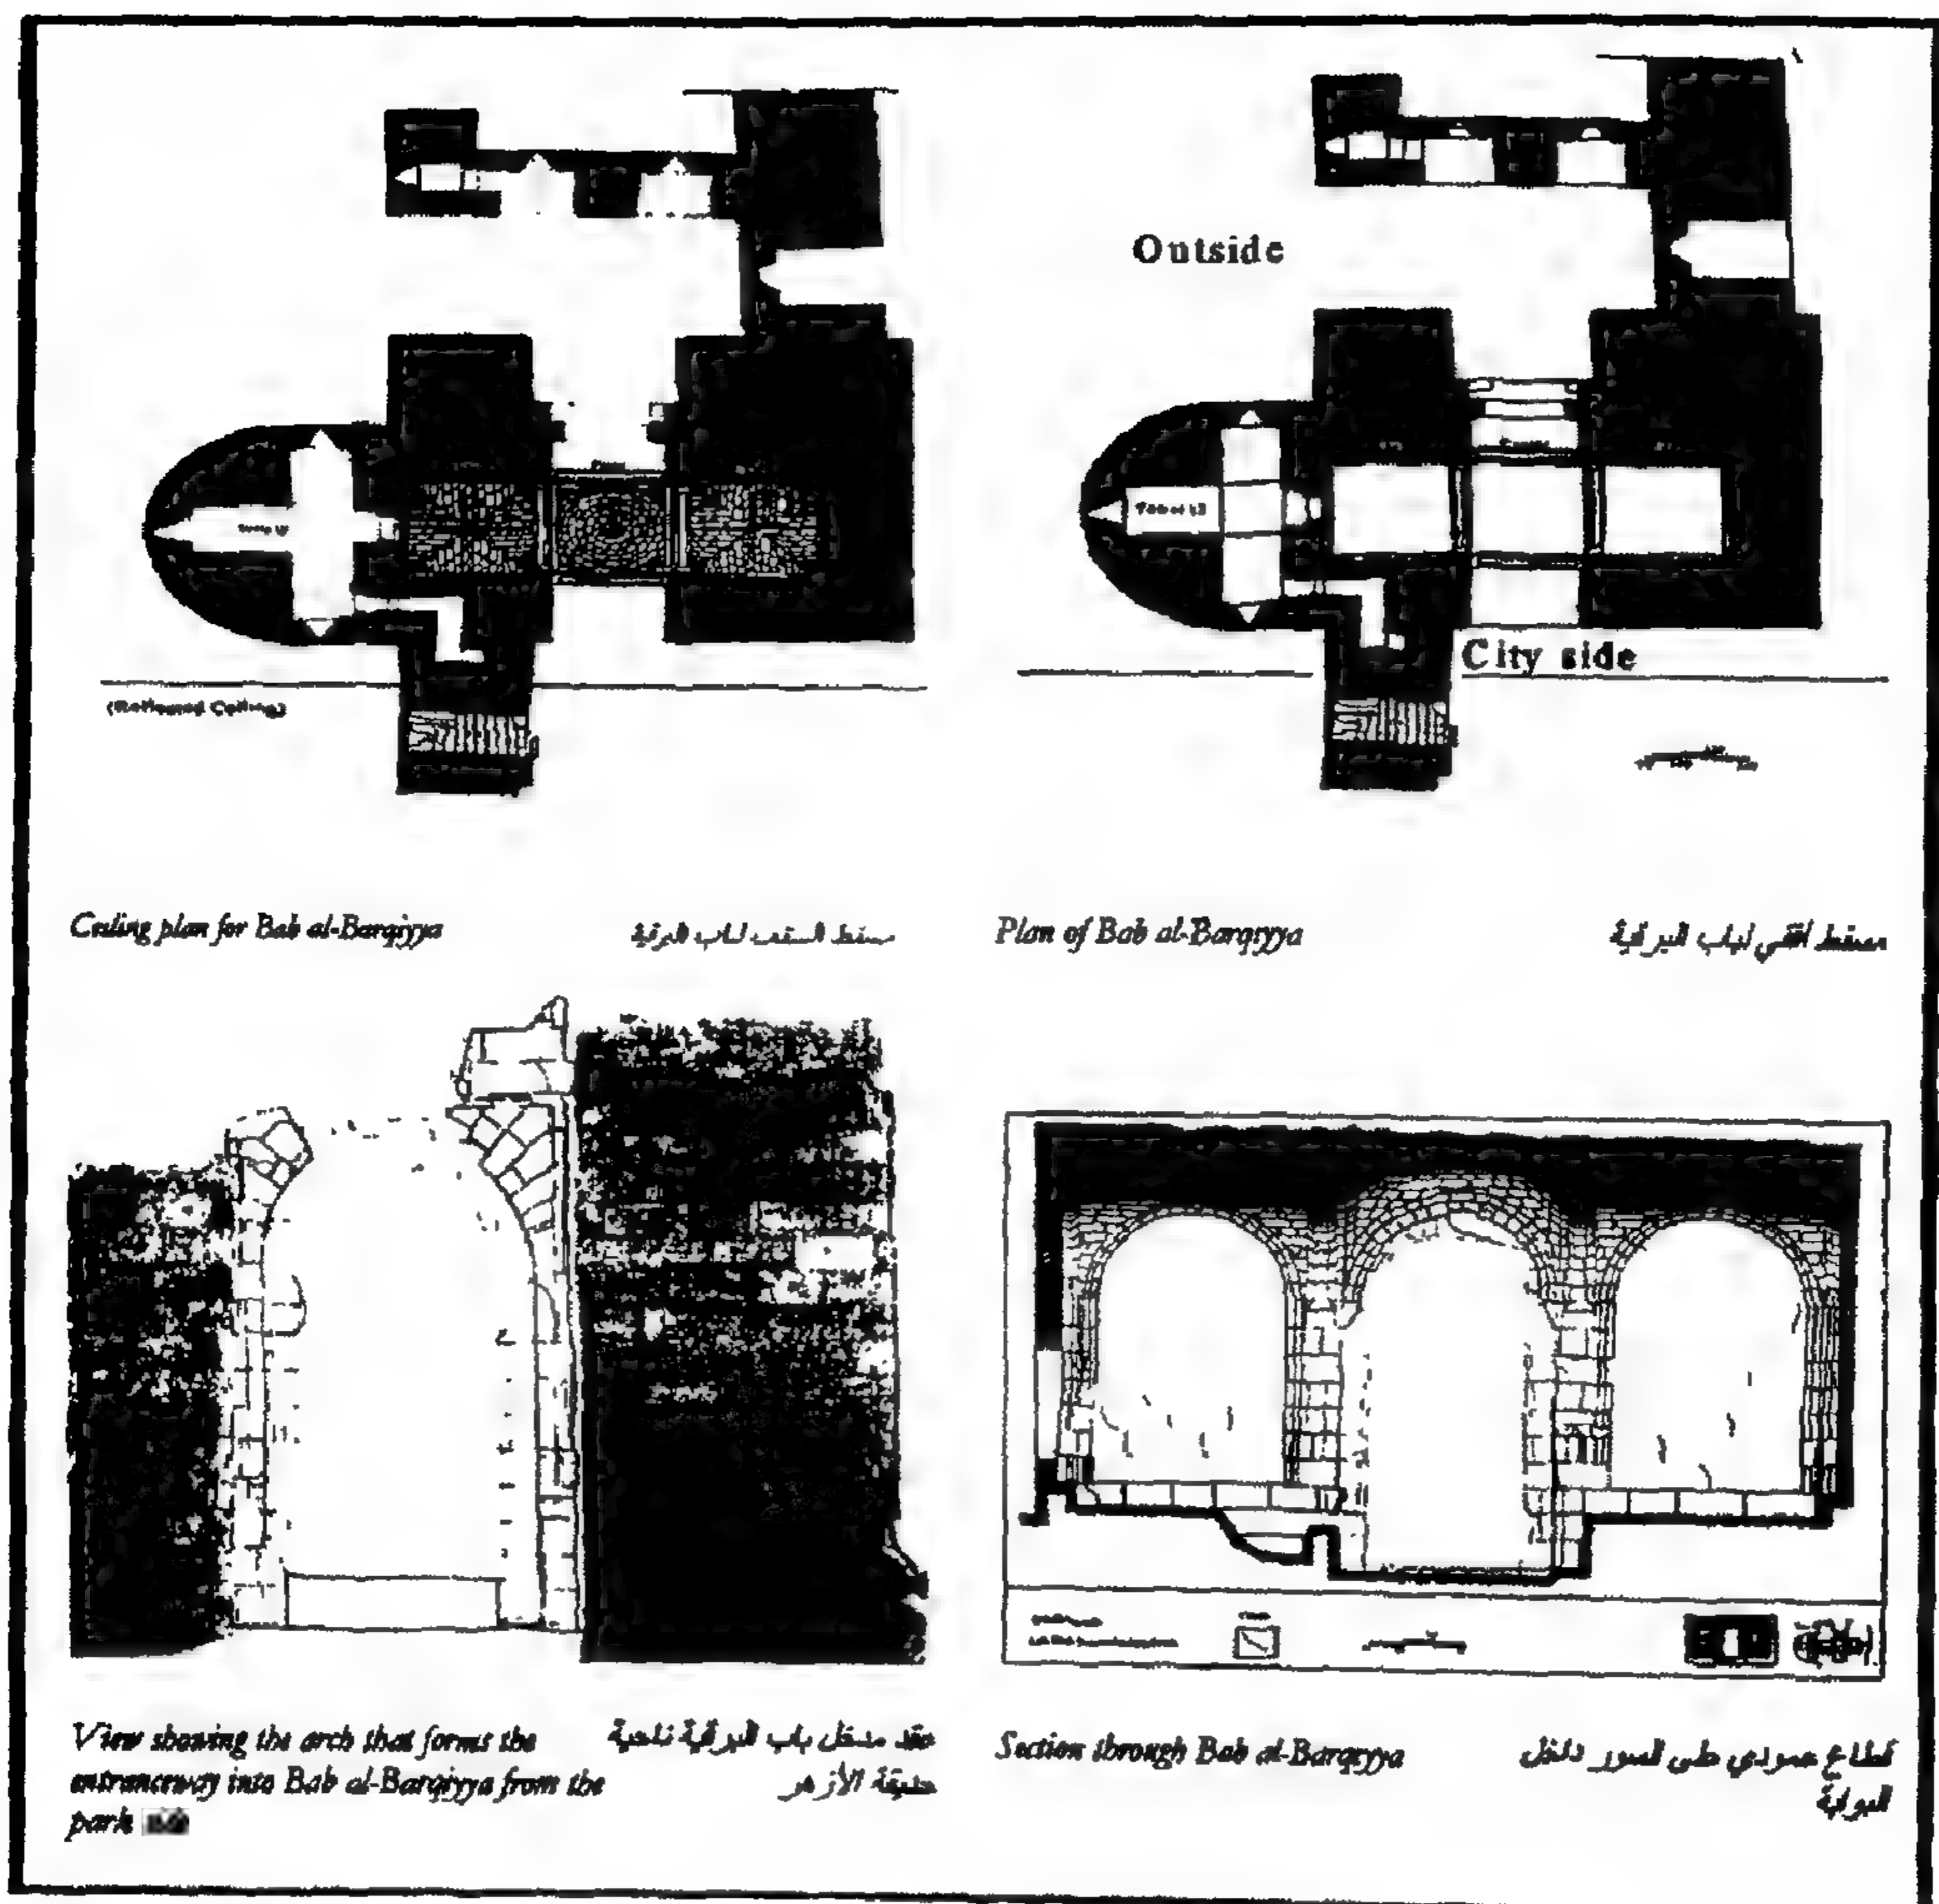 Outside
City side
(Reflected Ceiling)
Ceiling plan for Bab al-Barqiyya
مسقط السقف لباب البرقية
Plan of Bab al-Barqiyya
مسقط افقي لباب البرقية
View showing the arch that forms the
entranceway into Bab al-Barqiyya from the
park
عقد مدخل باب البرقية ناحية
حديقة الأزهر
Section through Bab al-Barqiyya
قطاع عمودي على السور داخل
البوابة